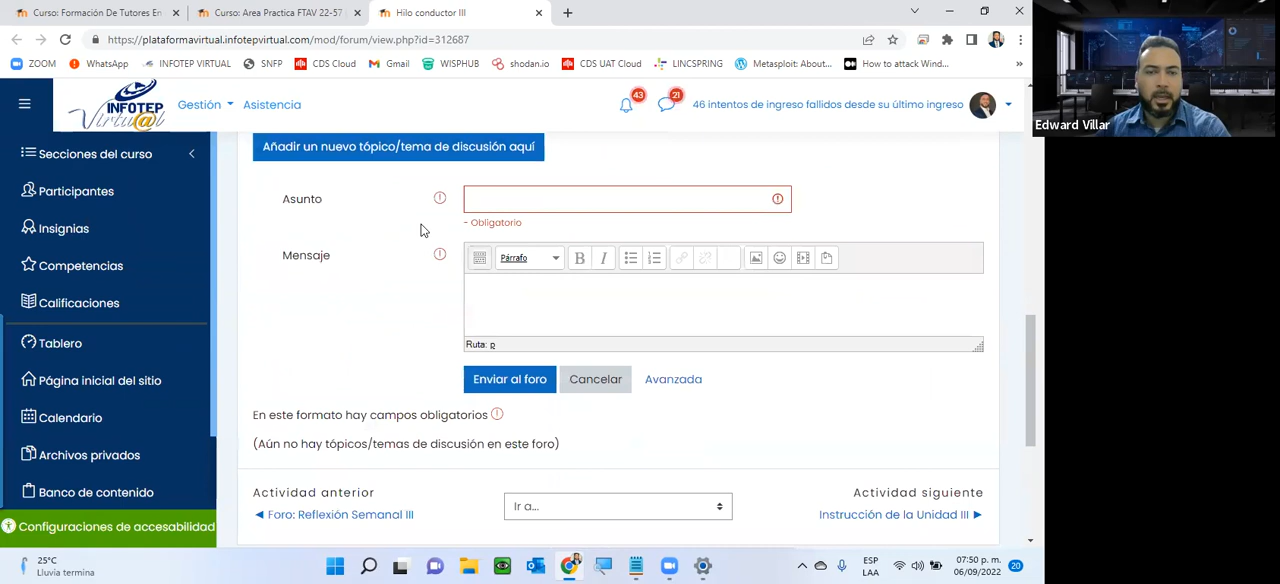 Curso: Formación De Tutores En
Curso: Area Practica FTAV 22-57
Hilo conductor III
https://plataformavirtual.infotepvirtual.com/mod/forum/view.php?id=312687
ZOOM
WhatsApp
INFOTEP VIRTUAL
SNFP
CDS Cloud
Gmail
WISPHUB
shodan.io
CDS UAT Cloud
LINCSPRING
Metasploit: About...
How to attack Wind...
»
INFOTEP
Virtu@l
Gestión
Asistencia
43
21
46 intentos de ingreso fallidos desde su último ingreso
Edward Villar
Secciones del curso
Participantes
Insignias
Competencias
Calificaciones
Tablero
Página inicial del sitio
Calendario
Archivos privados
Banco de contenido
Configuraciones de accesabilidad
Añadir un nuevo tópico/tema de discusión aquí
Asunto
- Obligatorio
Mensaje
Párrafo
B I
Ruta: p
Enviar al foro
Cancelar
Avanzada
En este formato hay campos obligatorios
(Aún no hay tópicos/temas de discusión en este foro)
Actividad anterior
◄ Foro: Reflexión Semanal III
Ir a...
Actividad siguiente
Instrucción de la Unidad III ►
25°C
Lluvia termina
ESP
LAA
07:50 p. m.
06/09/2022
20